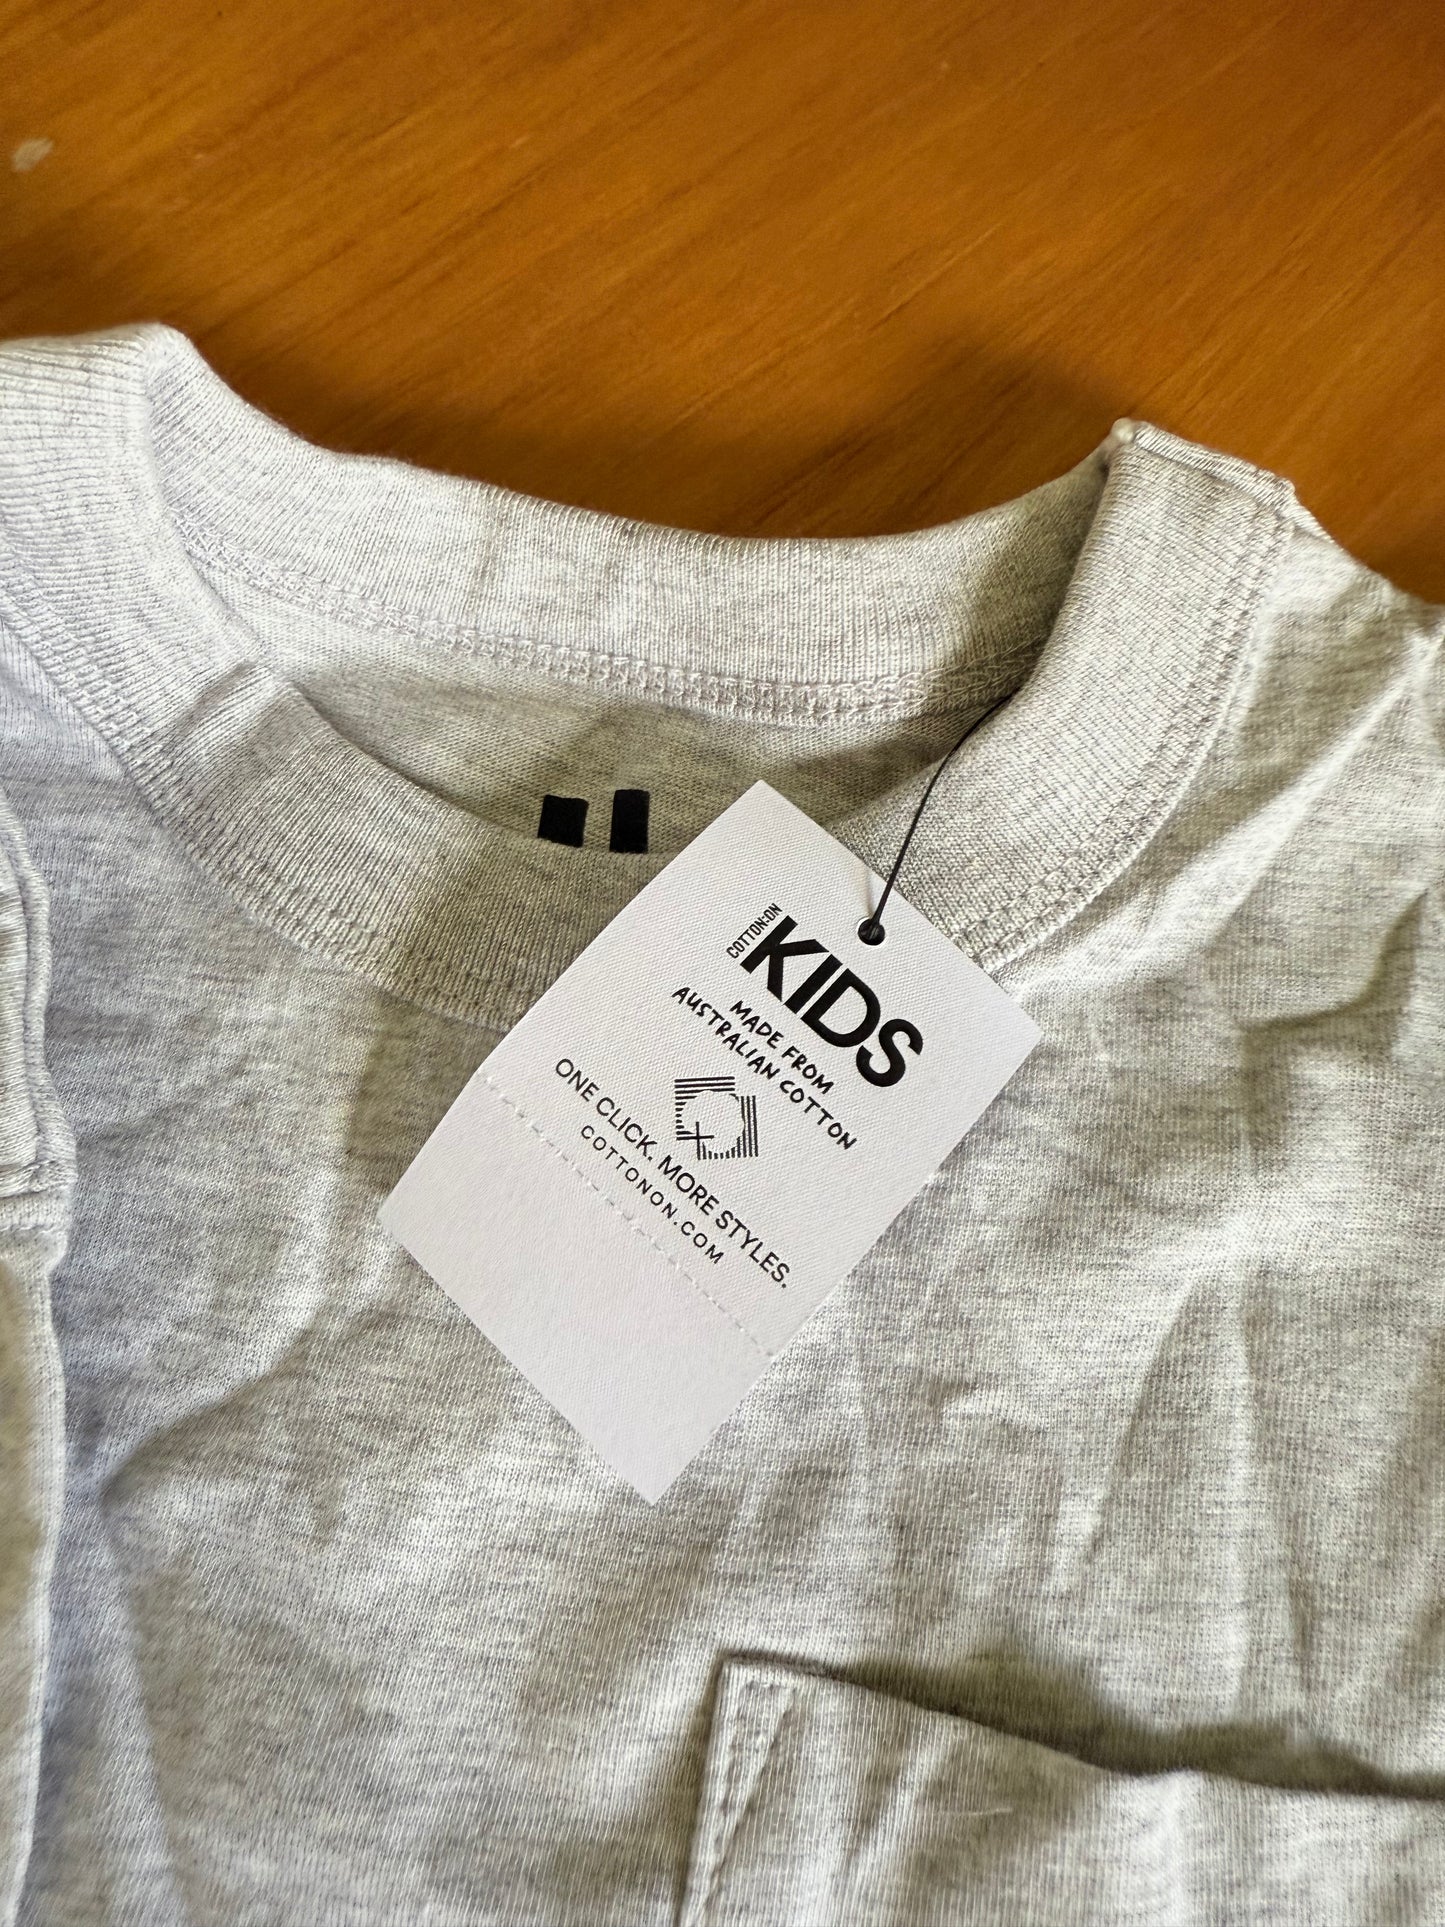 COTTON:ON
KIDS
MADE FROM
AUSTRALIAN COTTON
ONE CLICK. MORE STYLES.
COTTONON.COM